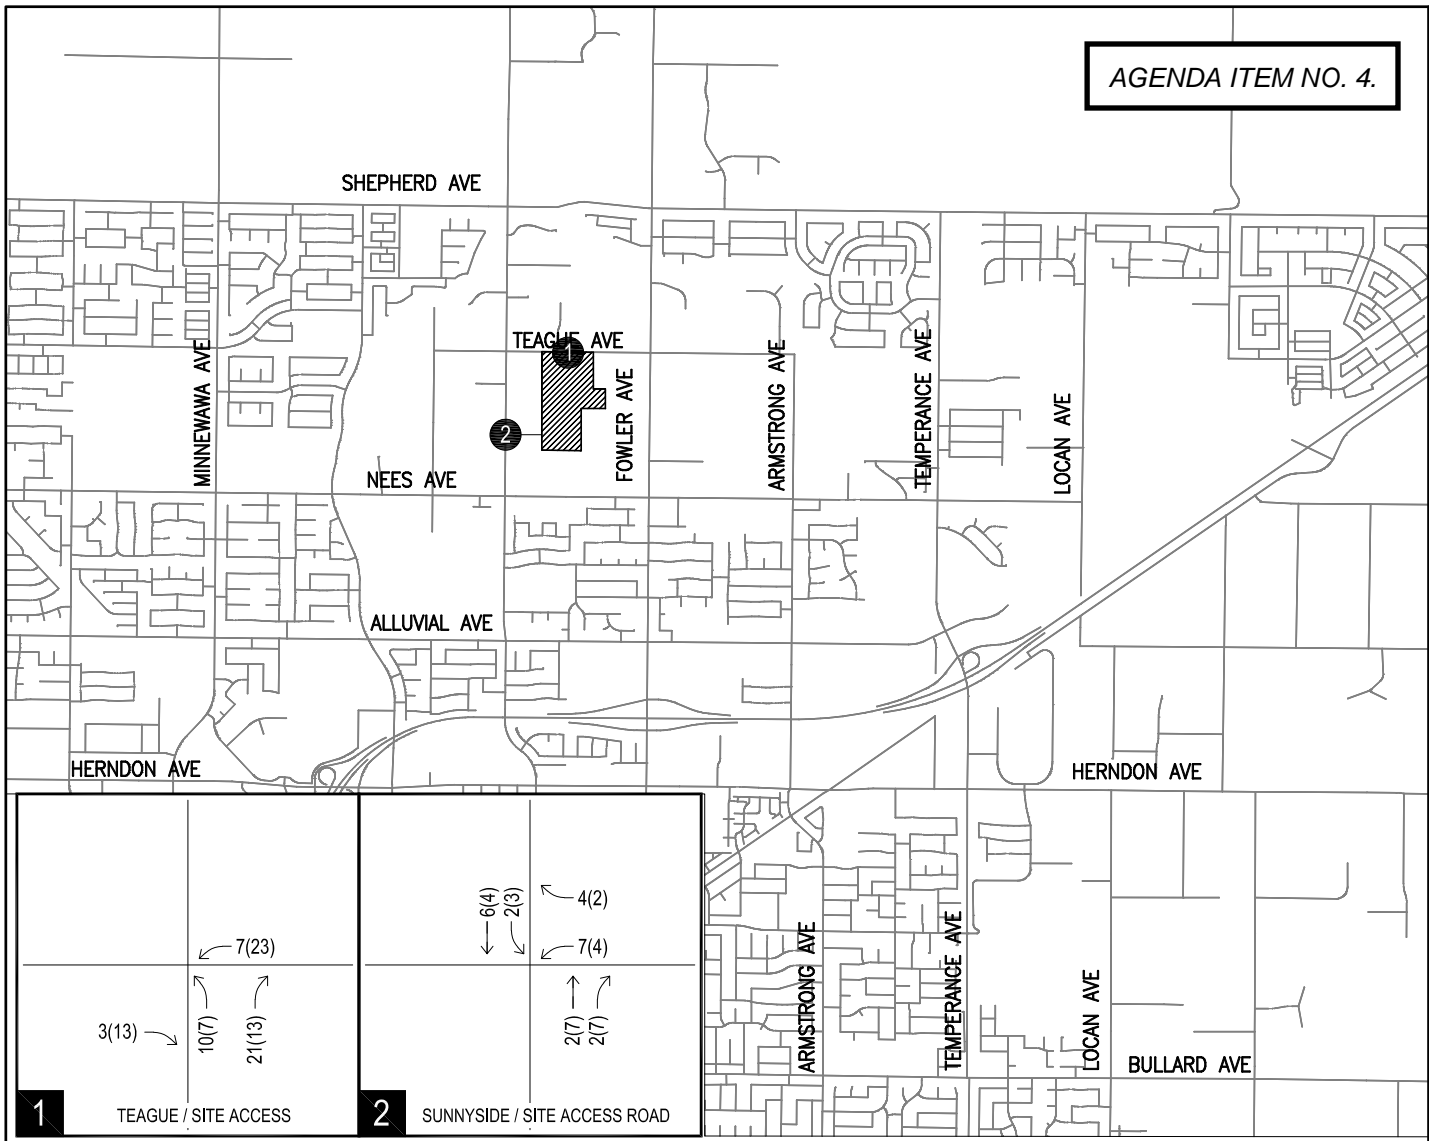 AGENDA ITEM NO. 4.
SHEPHERD AVE
TEAGUE AVE
1
MINNEWAWA AVE
FOWLER AVE
ARMSTRONG AVE
TEMPERANCE AVE
LOCAN AVE
2
NEES AVE
ALLUVIAL AVE
HERNDON AVE
HERNDON AVE
7(23)
3(13)
10(7)
21(13)
1
TEAGUE / SITE ACCESS
6(4)
2(3)
4(2)
7(4)
2(7)
2(7)
2
SUNNYSIDE / SITE ACCESS ROAD
ARMSTRONG AVE
TEMPERANCE AVE
LOCAN AVE
BULLARD AVE